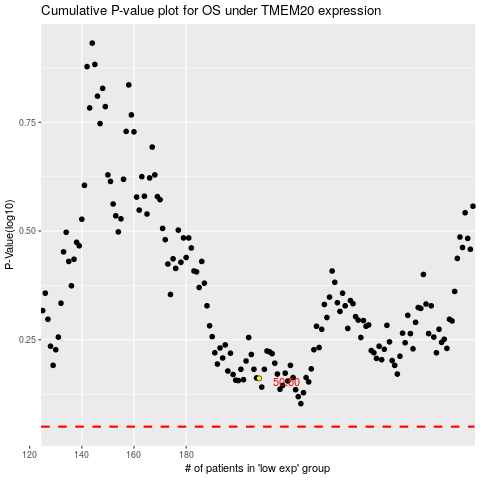 Cumulative P-value plot for OS under TMEM20 expression
P-Value(log10)
0.75
0.50
0.25
50:50
120 140 160 180
# of patients in 'low exp' group